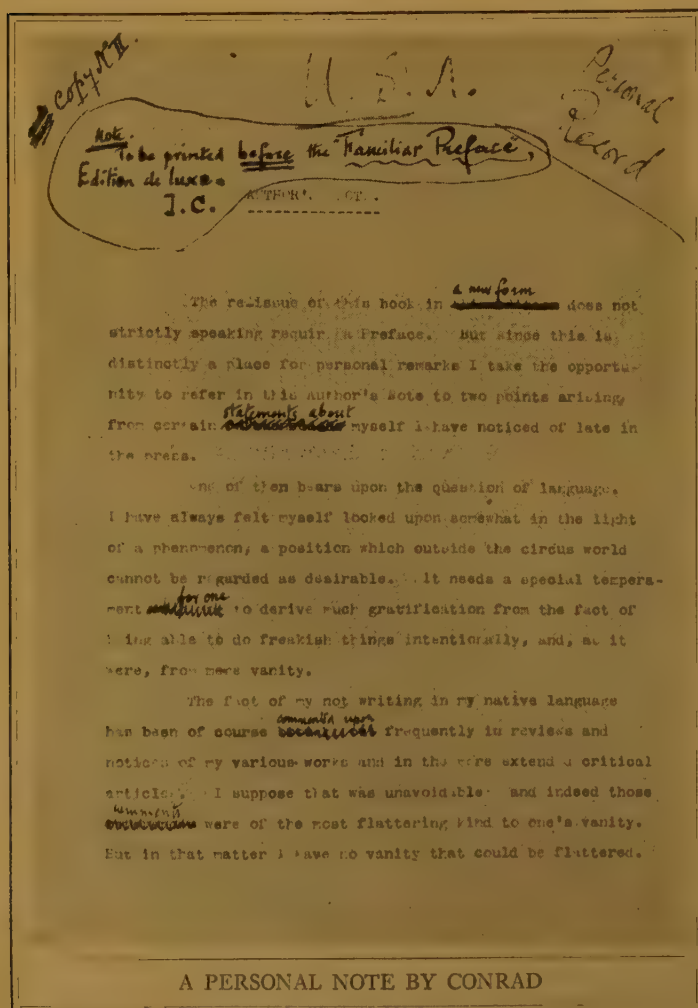 Copy No II.
U.S.A.
Personal
Record
Note.
To be printed before the "Familiar Preface",
Edition de luxe.
J.C.
AUTHOR'
a new form
The reissue of this book in does not
strictly speaking requir a Preface. But since this is
distinctly a place for personal remarks I take the opportu-
nity to refer in this Author's Note to two points arising
statements about
from certain myself I have noticed of late in
the press.
One of them bears upon the question of language.
I have always felt myself looked upon somewhat in the light
of a phenomenon, a position which outside the circus world
cannot be regarded as desirable. It needs a special tempera-
for one
ment to derive much gratification from the fact of
being able to do freakish things intentionally, and, as it
were, from mere vanity.
The fact of my not writing in my native language
commented upon
has been of course frequently in reviews and
notices of my various works and in the more extend d critical
articles. I suppose that was unavoidable and indeed those
comments
were of the most flattering kind to one's vanity.
But in that matter I have no vanity that could be flattered.
A PERSONAL NOTE BY CONRAD